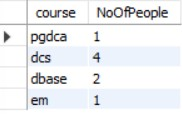 course NoOfPeople
pgdca 1
dcs 4
dbase 2
em 1